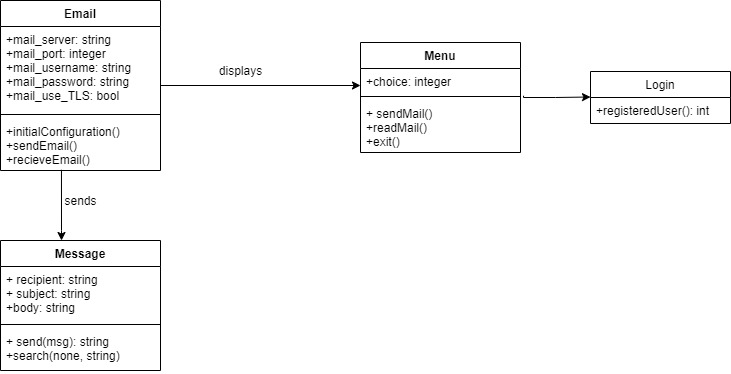 Email
+mail_server: string
+mail_port: integer
+mail_username: string
+mail_password: string
+mail_use_TLS: bool
+initialConfiguration()
+sendEmail()
+recieveEmail()
displays
Menu
+choice: integer
+ sendMail()
+readMail()
+exit()
Login
+registeredUser(): int
sends
Message
+ recipient: string
+ subject: string
+body: string
+ send(msg): string
+search(none, string)